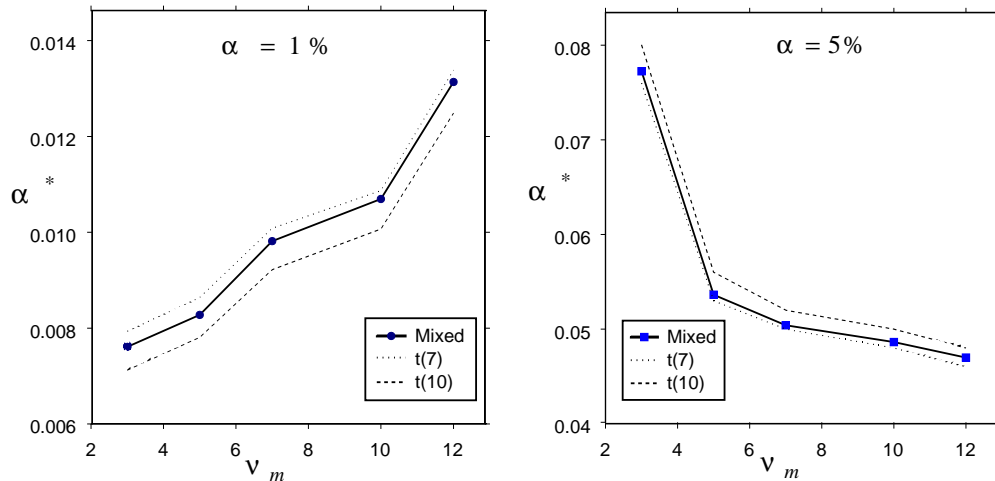 α = 1 %
0.014
0.012
0.010
0.008
0.006
α *
2 4 6 8 10 12
ν m
Mixed
t(7)
t(10)
α = 5%
0.08
0.07
0.06
0.05
0.04
α *
2 4 6 8 10 12
ν m
Mixed
t(7)
t(10)